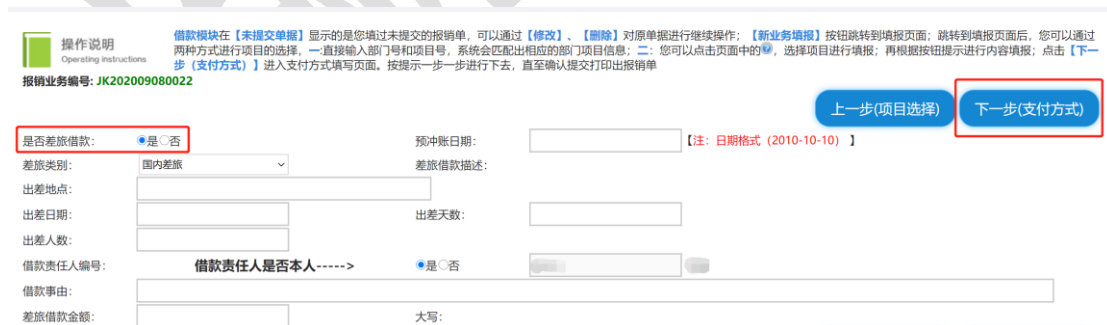 操作说明
Operating instructions
借款模块在【未提交单据】显示的是您填过未提交的报销单，可以通过【修改】、【删除】对原单据进行继续操作；【新业务填报】按钮跳转到填报页面；跳转到填报页面后，您可以通过
两种方式进行项目的选择，一:直接输入部门号和项目号，系统会匹配出相应的部门项目信息；二：您可以点击页面中的，选择项目进行填报；再根据按钮提示进行内容填报；点击【下一
步（支付方式）】进入支付方式填写页面。按提示一步一步进行下去，直至确认提交打印出报销单
报销业务编号: JK202009080022
上一步(项目选择) 下一步(支付方式)
是否差旅借款： 是 否 预冲账日期： 【注：日期格式（2010-10-10）】
差旅类别： 国内差旅 差旅借款描述：
出差地点：
出差日期： 出差天数：
出差人数：
借款责任人编号： 借款责任人是否本人-----> 是 否
借款事由：
差旅借款金额： 大写：